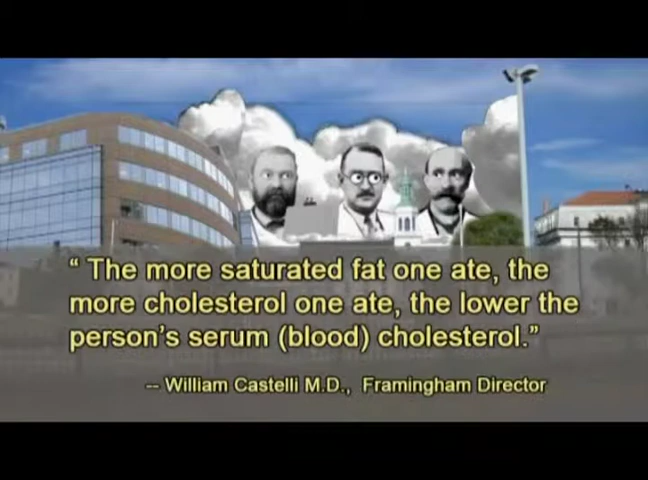 “ The more saturated fat one ate, the
more cholesterol one ate, the lower the
person’s serum (blood) cholesterol.”
-- William Castelli M.D., Framingham Director